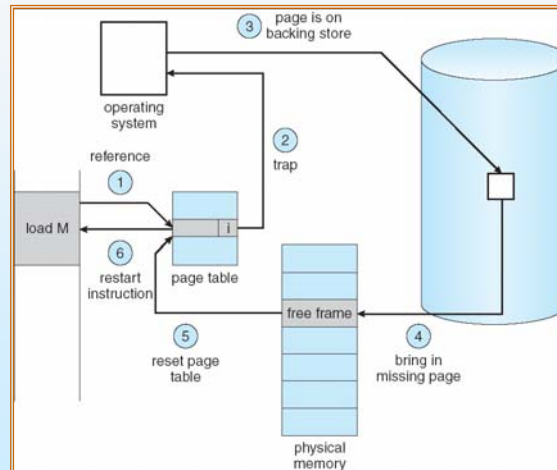 3
page is on
backing store
operating
system
2
trap
reference
1
load M
i
6
restart
instruction
page table
free frame
5
reset page
table
4
bring in
missing page
physical
memory